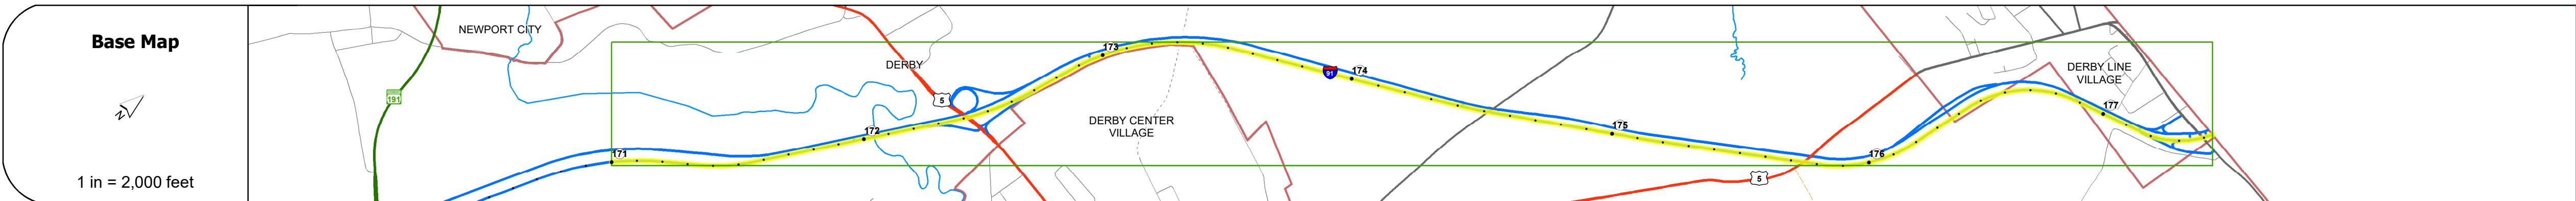 Base Map
N
1 in = 2,000 feet
191
NEWPORT CITY
171
172
DERBY
5
173
DERBY CENTER
VILLAGE
91
174
175
5
176
DERBY LINE
VILLAGE
177